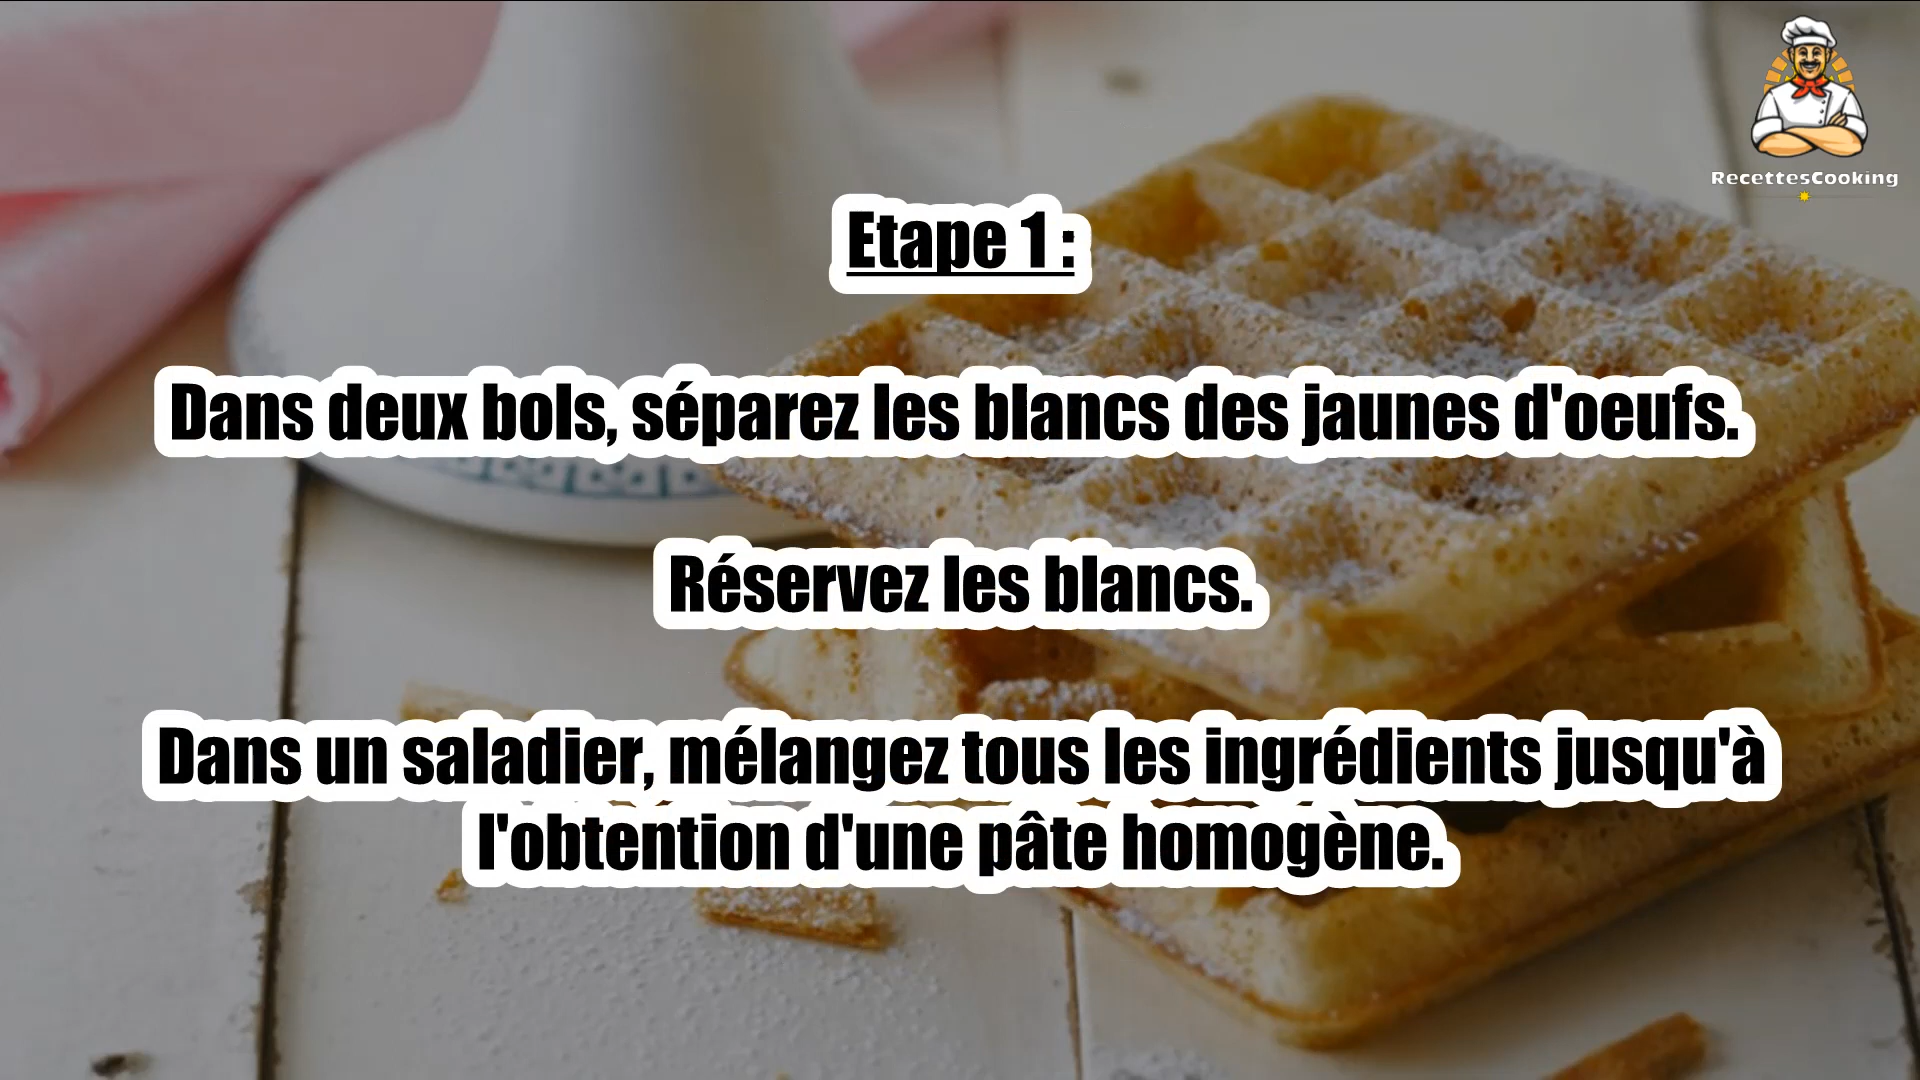 RecettesCooking
Etape 1 :
Dans deux bols, séparez les blancs des jaunes d'oeufs.
Réservez les blancs.
Dans un saladier, mélangez tous les ingrédients jusqu'à
l'obtention d'une pâte homogène.